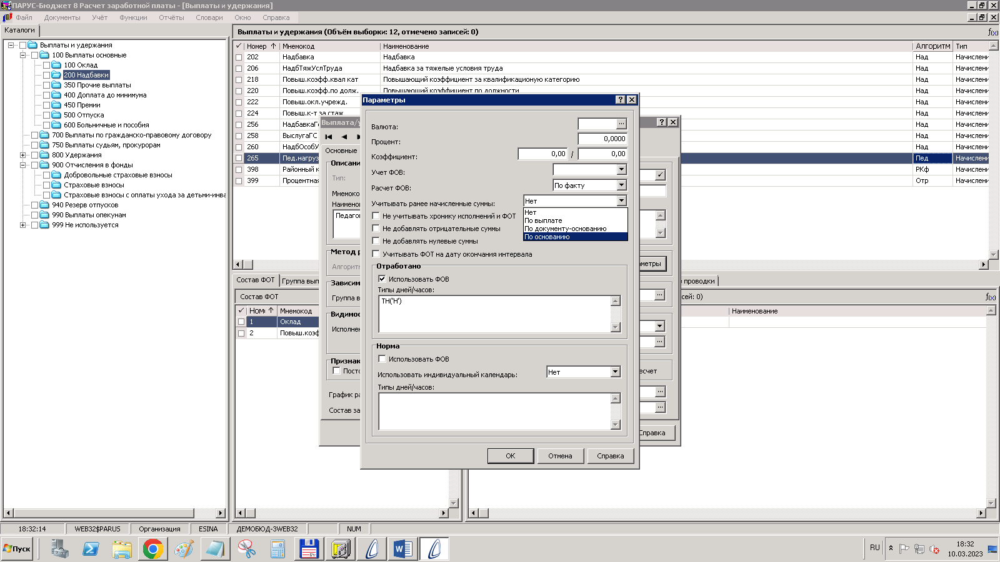 ПАРУС-Бюджет 8 Расчет заработной платы - [Выплаты и удержания]
Файл Документы Учёт Функции Отчёты Словари Окно Справка
Каталоги
Выплаты и удержания
100 Выплаты основные
100 Оклад
200 Надбавки
350 Прочие выплаты
400 Доплата до минимума
450 Премии
500 Отпуска
600 Больничные и пособия
700 Выплаты по гражданско-правовому договору
750 Выплаты судьям, прокурорам
800 Удержания
900 Отчисления в фонды
Добровольные страховые взносы
Страховые взносы
Страховые взносы с оплаты ухода за детьми-инва
940 Резерв отпусков
990 Выплаты опекунам
999 Не используется
Выплаты и удержания (Объём выборки: 12, отмечено записей: 0)
f(x)
Номер Мнемокод Наименование Алгоритм Тип
202 Надбавка Надбавка Над Начислени
206 НадбТяжУслТруда Надбавка за тяжелые условия труда Над Начислени
218 Повыш.коэфф.квал кат Повышающий коэффициент за квалификационую категорию Над Начислени
220 Повыш.коэфф.по долж. Повышающий коэффициент по должности Над Начислени
222 Повыш.окл.учрежд. Над Начислени
224 Повыш.к-т за стаж Над Начислени
256 НадбавкаГ Над Начислени
258 ВыслугаГС Над Начислени
260 НадбОсобУ Над Начислени
265 Пед.нагруз Пед Начислени
398 Районный к РКф Начислени
399 Процентная Отр Начислени
Выплата/у
Основные
Описани
Тип:
Мнемоко
Наимено
Педагог
Метод р
Алгоритм
аметры
Зависим
Группа в
Видимос
Исполнен
Признак
Посто
есчет
График ра
Состав за
Справка
Параметры
Валюта:
Процент: 0,0000
Коэффициент: 0,00 / 0,00
Учет ФОВ:
Расчет ФОВ: По факту
Учитывать ранее начисленные суммы: Нет
Нет
По выплате
По документу-основанию
По основанию
Не учитывать хронику исполнений и ФОТ
Не добавлять отрицательные суммы
Не добавлять нулевые суммы
Учитывать ФОТ на дату окончания интервала
Отработано
Использовать ФОВ
Типы дней/часов:
ТН('Н')
Норма
Использовать ФОВ
Использовать индивидуальный календарь: Нет
Типы дней/часов:
ОК Отмена Справка
Состав ФОТ Группа вып
е проводки
Состав ФОТ
сей: 0)
f(x)
Номе Мнемокод
1 Оклад
2 Повыш.коэф
Наименование
18:32:14 WEB32$PARUS Организация ESINA ДЕМОБЮД-3WEB32 NUM
Пуск
64
RU
18:32
10.03.2023